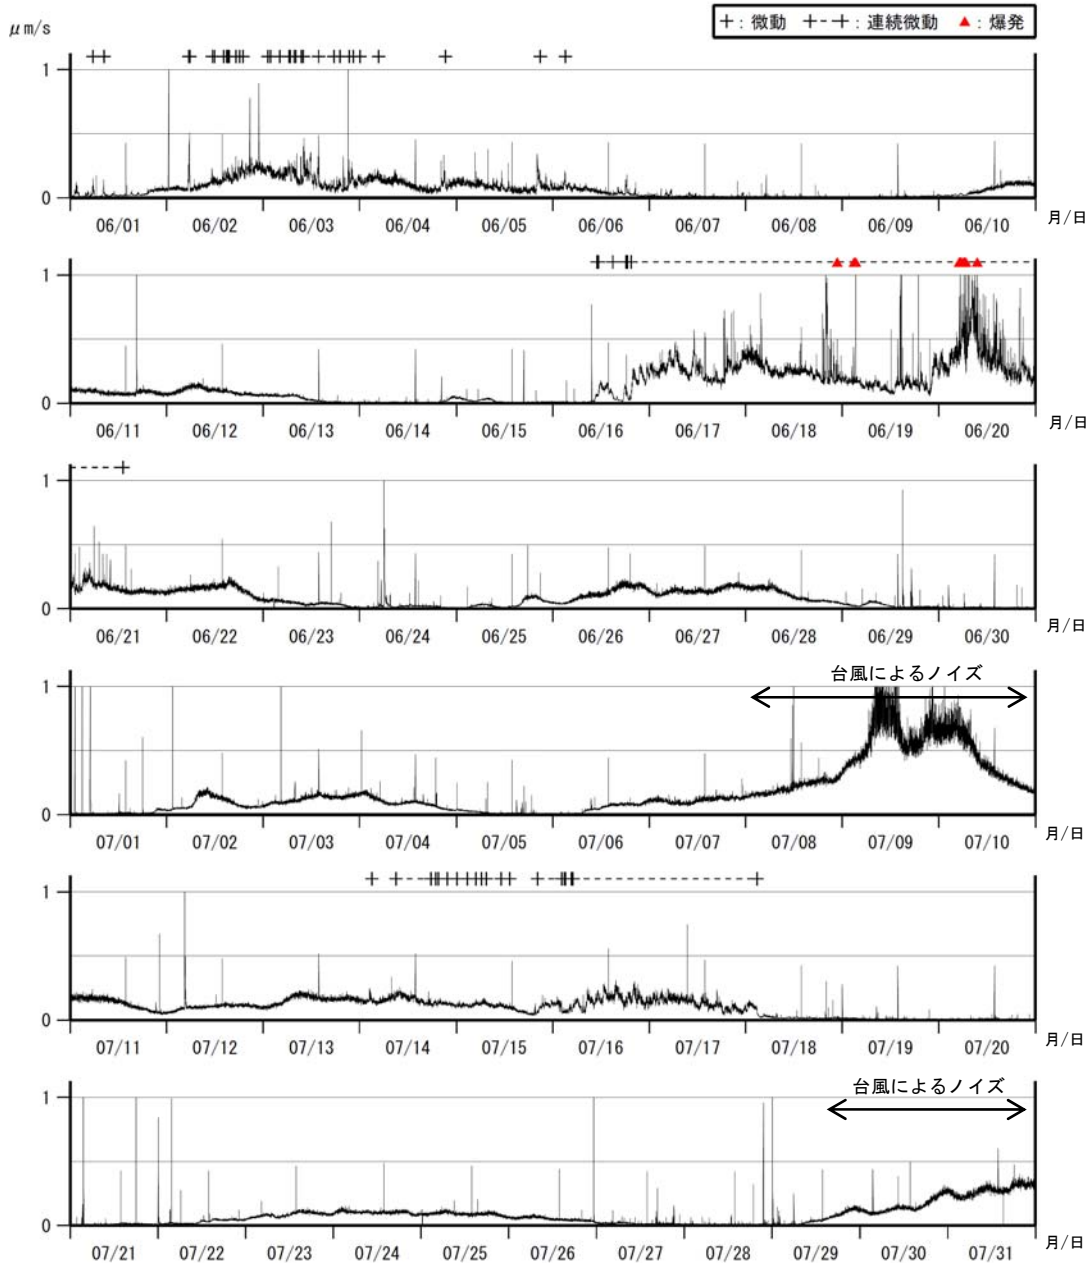 μm/s
＋：微動 ＋--＋：連続微動 ▲：爆発
1
0
06/01 06/02 06/03 06/04 06/05 06/06 06/07 06/08 06/09 06/10 月/日
1
0
06/11 06/12 06/13 06/14 06/15 06/16 06/17 06/18 06/19 06/20 月/日
1
0
06/21 06/22 06/23 06/24 06/25 06/26 06/27 06/28 06/29 06/30 月/日
台風によるノイズ
1
0
07/01 07/02 07/03 07/04 07/05 07/06 07/07 07/08 07/09 07/10 月/日
1
0
07/11 07/12 07/13 07/14 07/15 07/16 07/17 07/18 07/19 07/20 月/日
台風によるノイズ
1
0
07/21 07/22 07/23 07/24 07/25 07/26 07/27 07/28 07/29 07/30 07/31 月/日